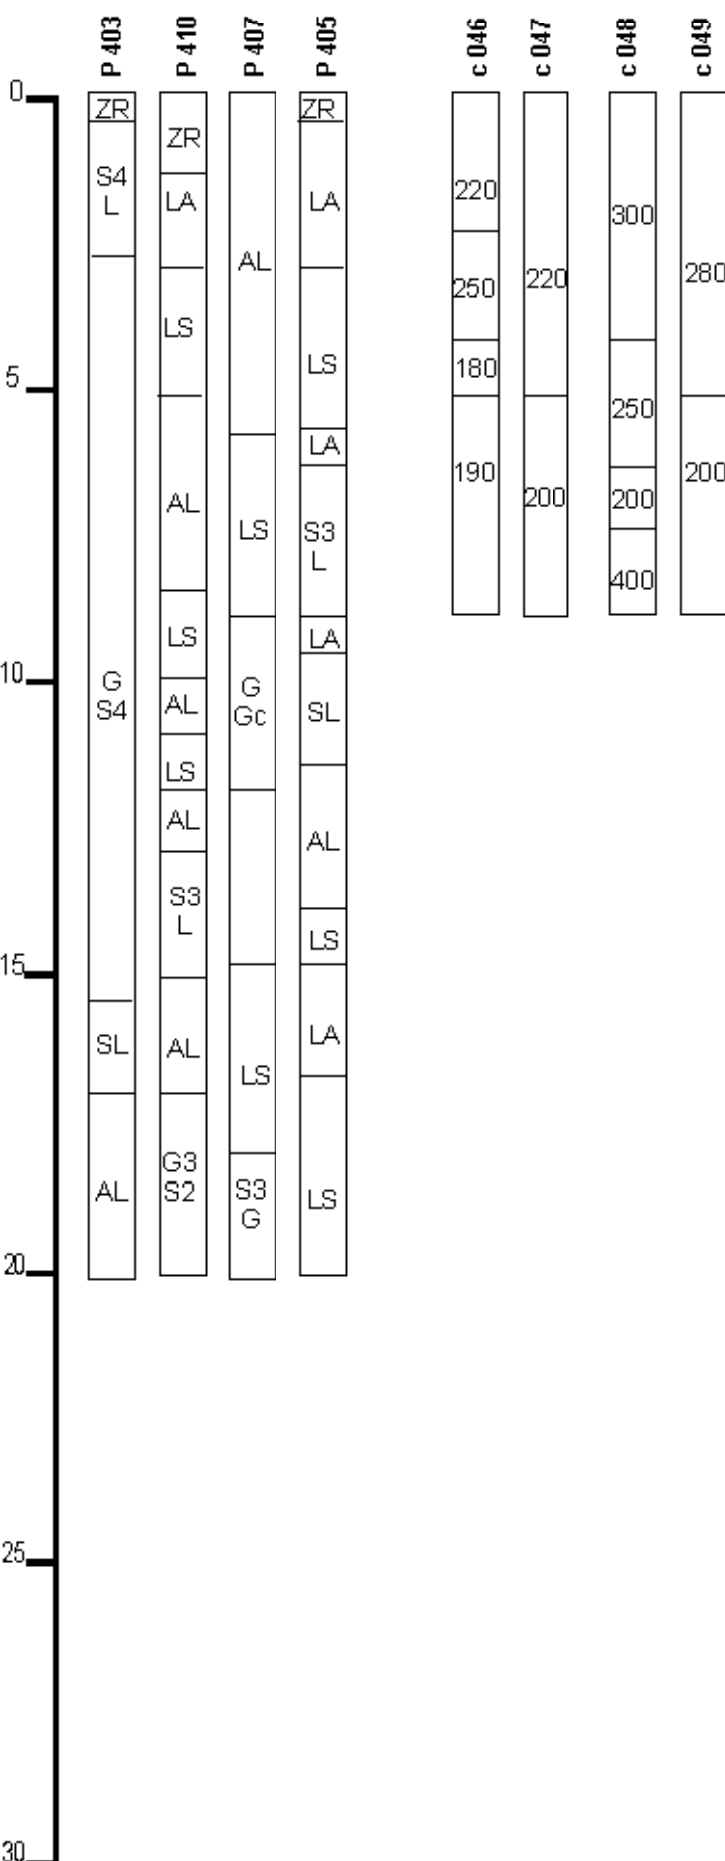 P 403
P 410
P 407
P 405
c 046
c 047
c 048
c 049
0
5
10
15
20
25
30
ZR
S4
L
G
S4
SL
AL
ZR
LA
LS
AL
LS
AL
LS
AL
S3
L
AL
G3
S2
AL
LS
G
Gc
LS
S3
G
ZR
LA
LS
LA
S3
L
LA
SL
AL
LS
LA
LS
220
250
180
190
220
200
300
250
200
400
280
200